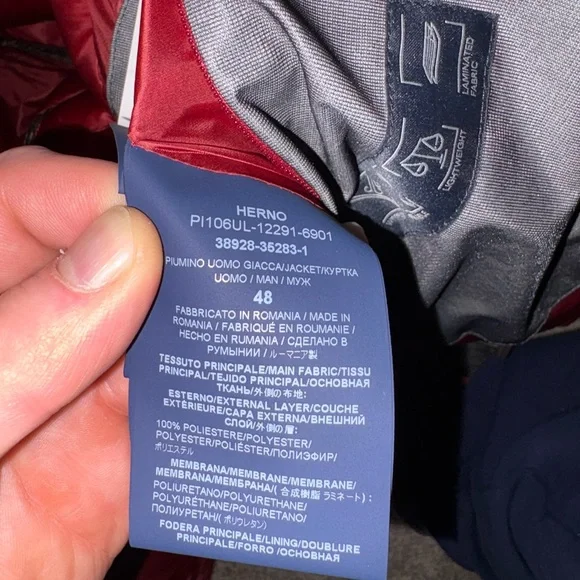 LAMINATED
FABRIC
LIGHTWEIGHT
HERNO
PI106UL-12291-6901
38928-35283-1
PIUMINO UOMO GIACCA/JACKET/КУРТКА
UOMO / MAN / МУЖ
48
FABBRICATO IN ROMANIA / MADE IN
ROMANIA / FABRIQUÉ EN ROUMANIE /
HECHO EN RUMANIA / СДЕЛАНО В
РУМЫНИИ / ルーマニア製
TESSUTO PRINCIPALE/MAIN FABRIC/TISSU
PRINCIPAL/TEJIDO PRINCIPAL/ОСНОВНАЯ
ТКАНЬ/外側の布地:
ESTERNO/EXTERNAL LAYER/COUCHE
EXTÉRIEURE/CAPA EXTERNA/ВНЕШНИЙ
СЛОЙ/外側の層:
100% POLIESTERE/POLYESTER/
POLYESTER/POLIÉSTER/ПОЛИЭФИР/
ポリエステル
MEMBRANA/MEMBRANE/MEMBRANE/
MEMBRANA/МЕМБРАНА/ ( 合成樹脂 ラミネート):
POLIURETANO/POLYURETHANE/
POLYURÉTHANE/POLIURETANO/
ПОЛИУРЕТАН/ (ポリウレタン)
FODERA PRINCIPALE/LINING/DOUBLURE
PRINCIPALE/FORRO /ОСНОВНАЯ